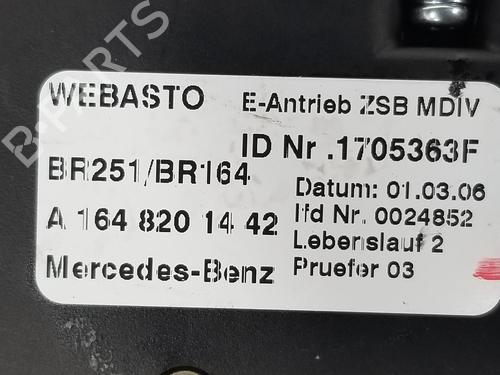 B-PARTS
WEBASTO E-Antrieb ZSB MDIV
ID Nr .1705363F
BR251/BR164
Datum: 01.03.06
A 164 820 14 42
lfd Nr. 0024852
Lebenslauf 2
Mercedes-Benz
Pruefer 03